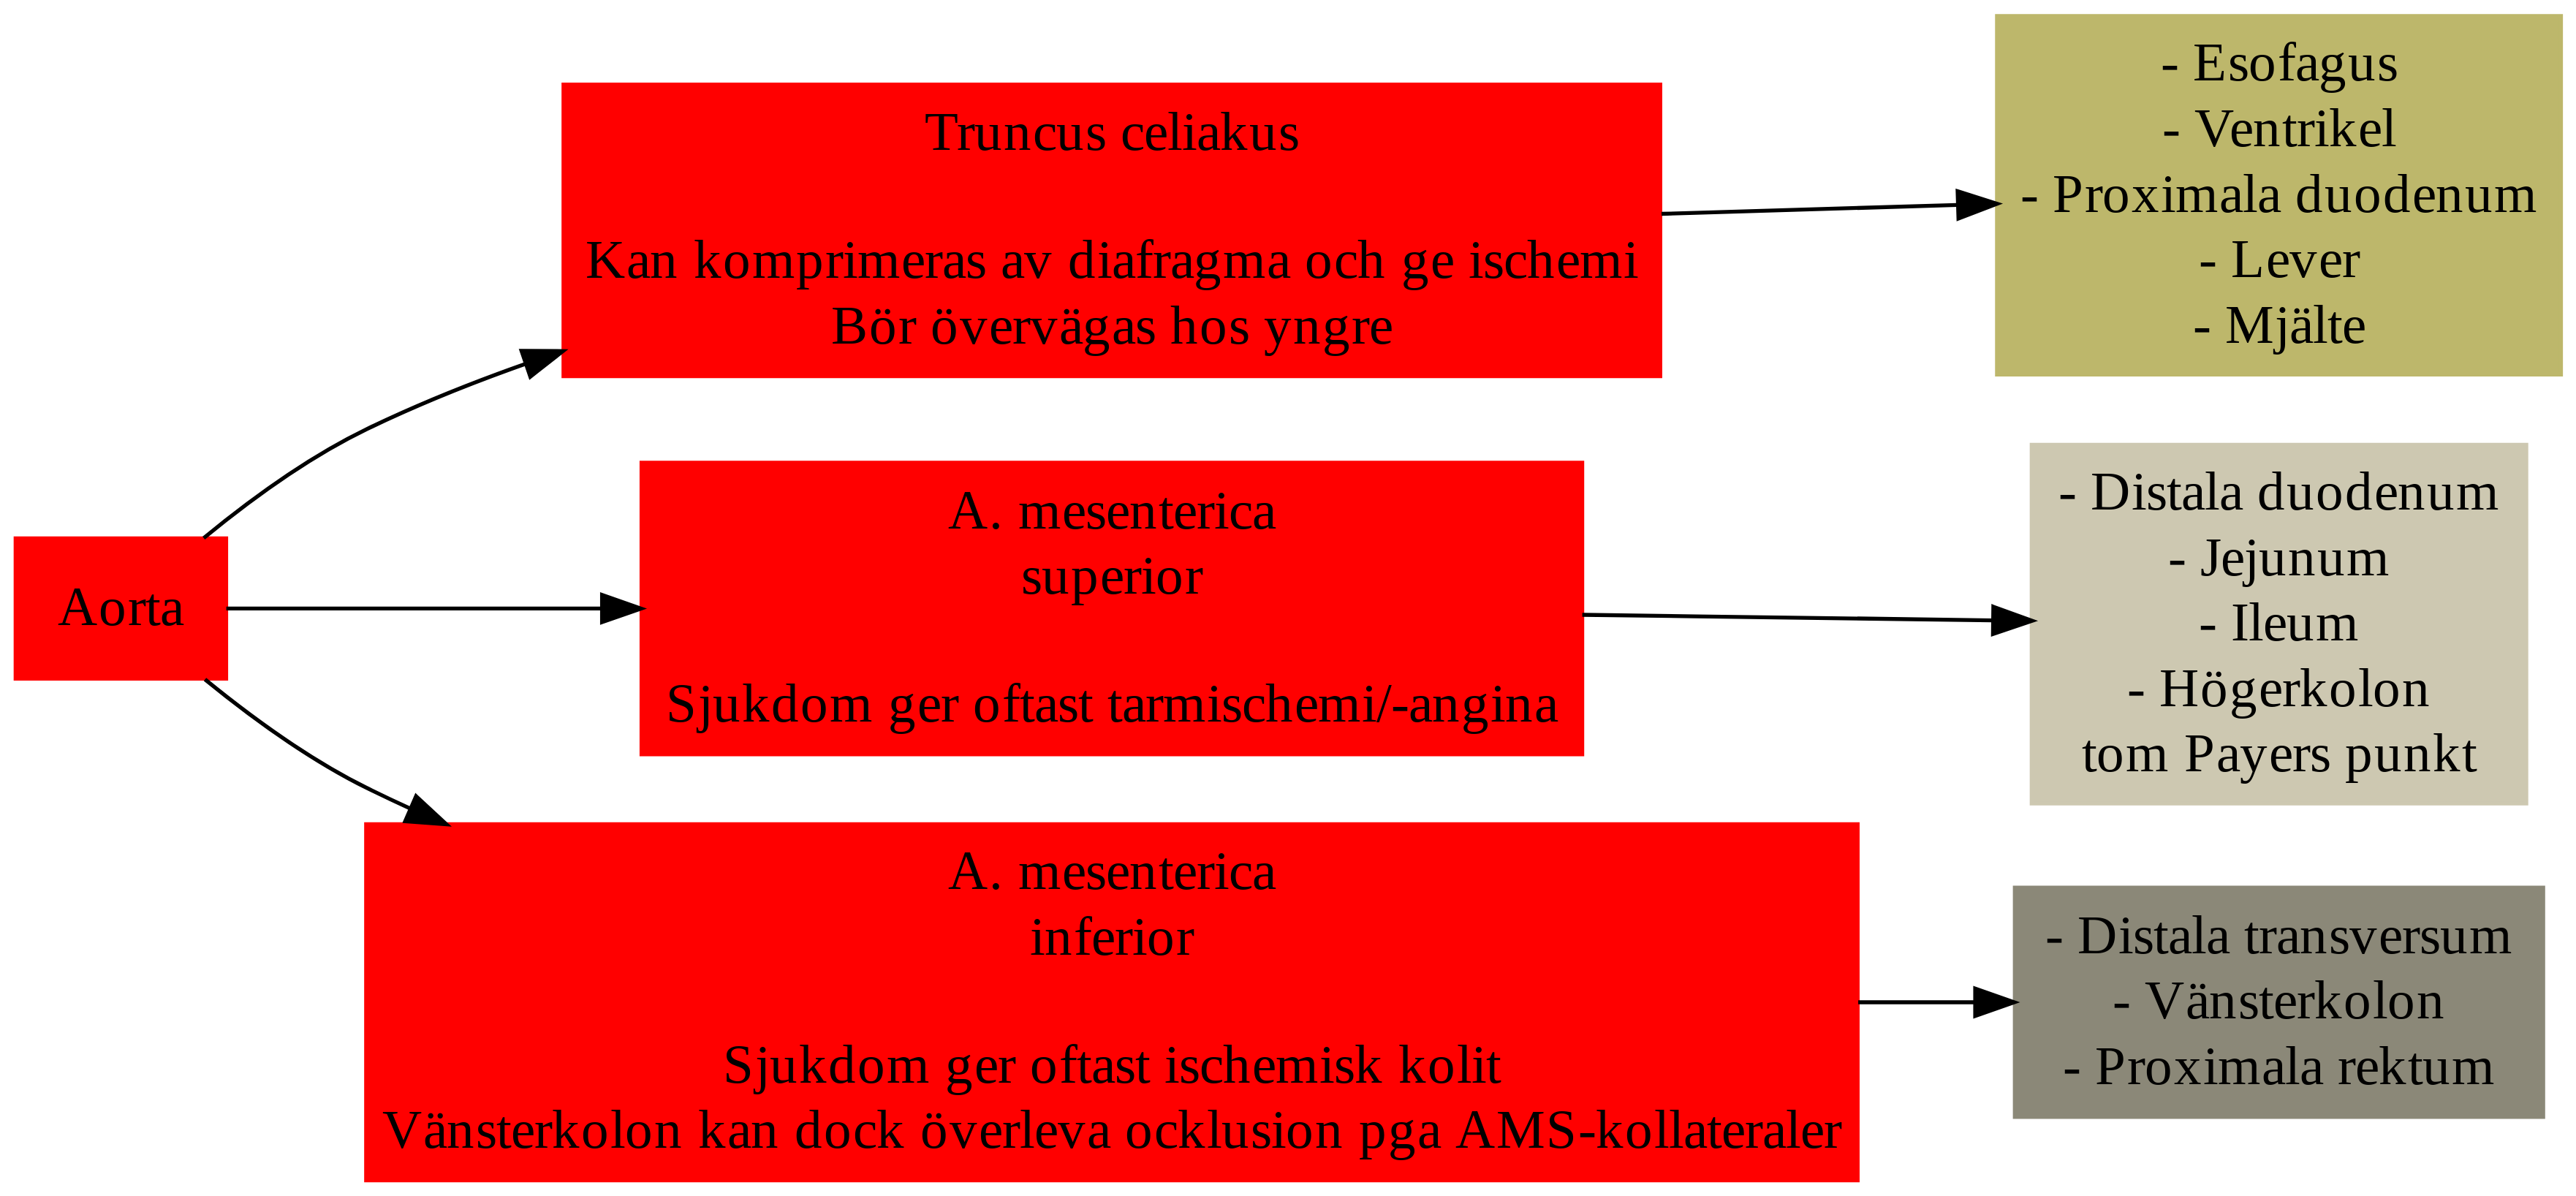 Aorta
Truncus celiakus
Kan komprimeras av diafragma och ge ischemi
Bör övervägas hos yngre
- Esofagus
- Ventrikel
- Proximala duodenum
- Lever
- Mjälte
A. mesenterica
superior
Sjukdom ger oftast tarmischemi/-angina
- Distala duodenum
- Jejunum
- Ileum
- Högerkolon
tom Payers punkt
A. mesenterica
inferior
Sjukdom ger oftast ischemisk kolit
Vänsterkolon kan dock överleva ocklusion pga AMS-kollateraler
- Distala transversum
- Vänsterkolon
- Proximala rektum